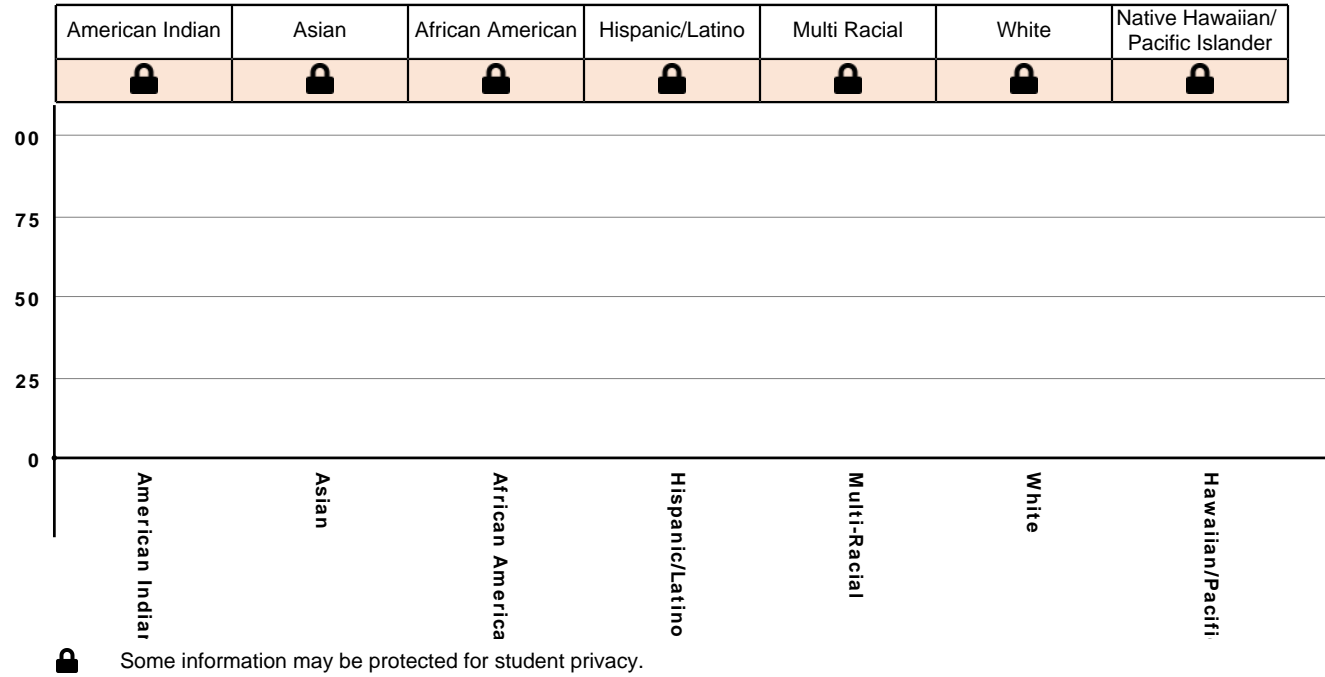 American Indian Asian African American Hispanic/Latino Multi Racial White Native Hawaiian/
Pacific Islander
00
75
50
25
0
American Indian
Asian
African America
Hispanic/Latino
Multi-Racial
White
Hawaiian/Pacifi
Some information may be protected for student privacy.